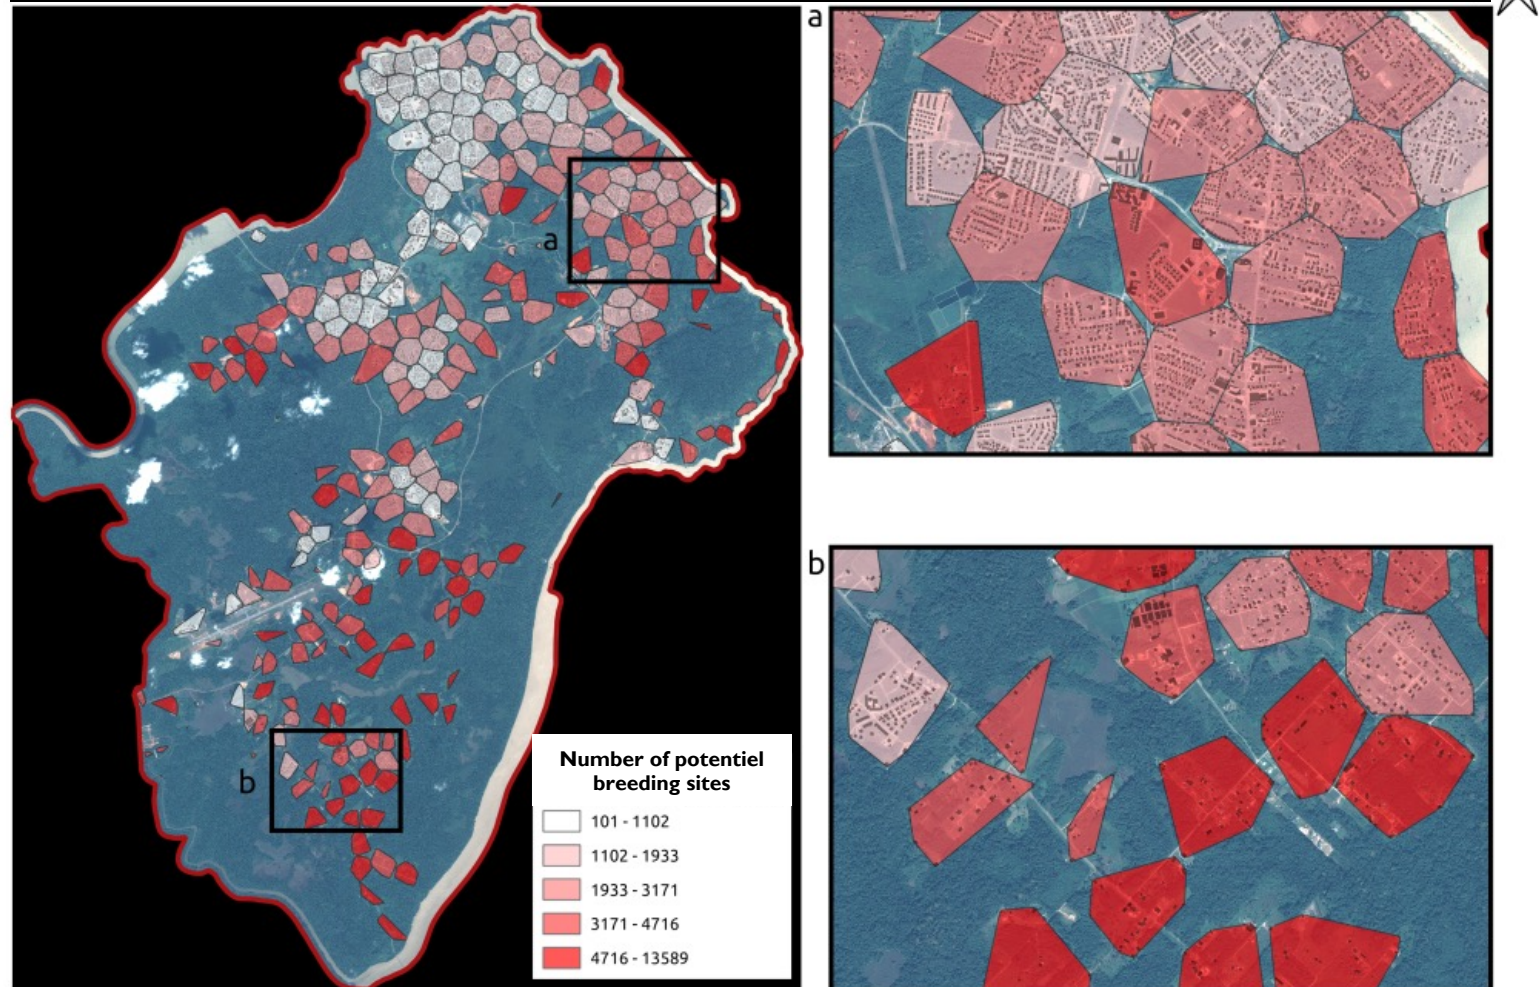 a
a
b
b
Number of potentiel
breeding sites
101 - 1102
1102 - 1933
1933 - 3171
3171 - 4716
4716 - 13589